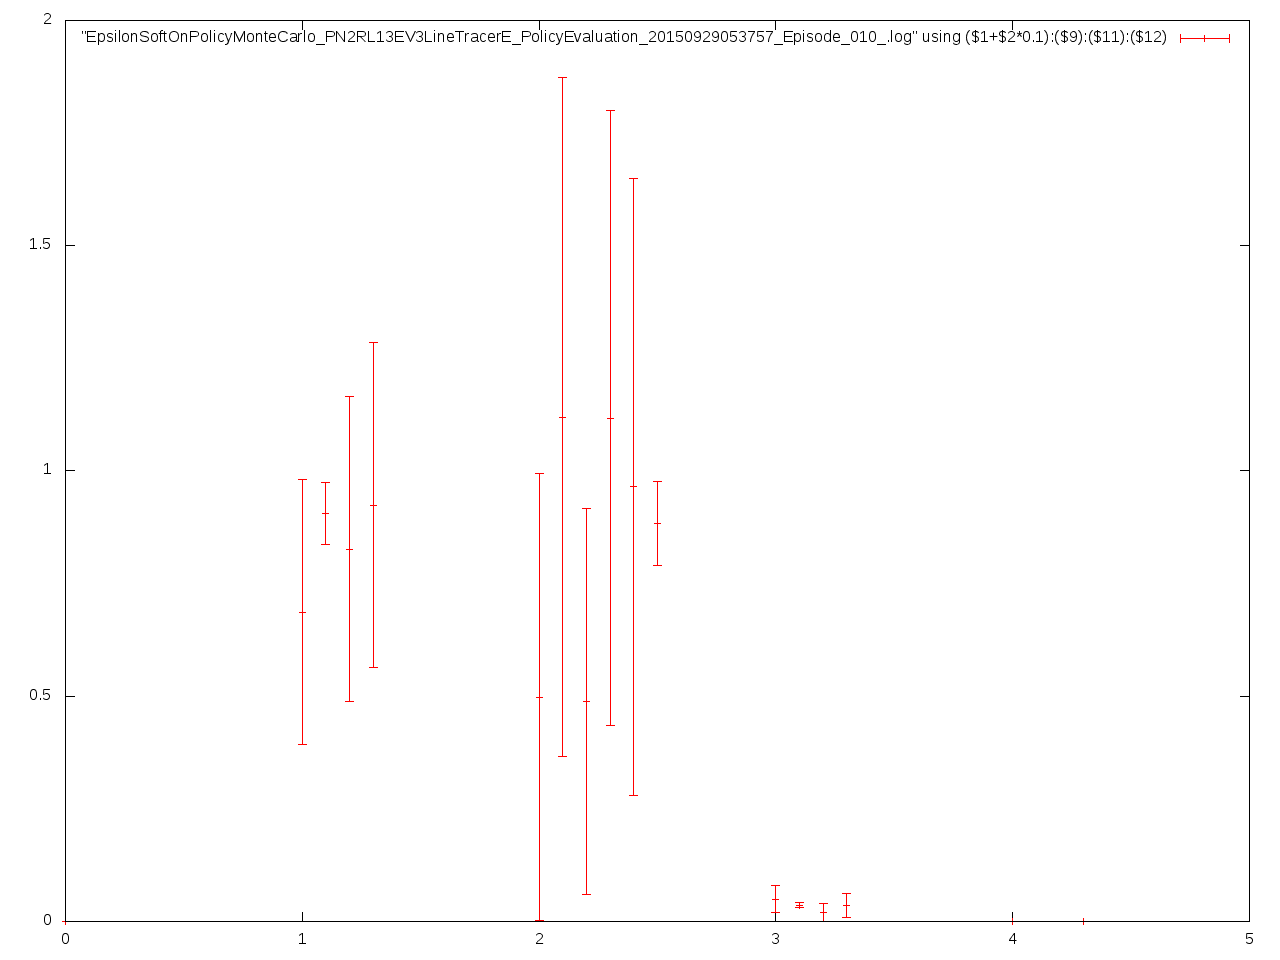 2
"EpsilonSoftOnPolicyMonteCarlo_PN2RL13EV3LineTracerE_PolicyEvaluation_20150929053757_Episode_010_.log" using ($1+$2*0.1):($9):($11):($12)
1.5
1
0.5
0
0 1 2 3 4 5